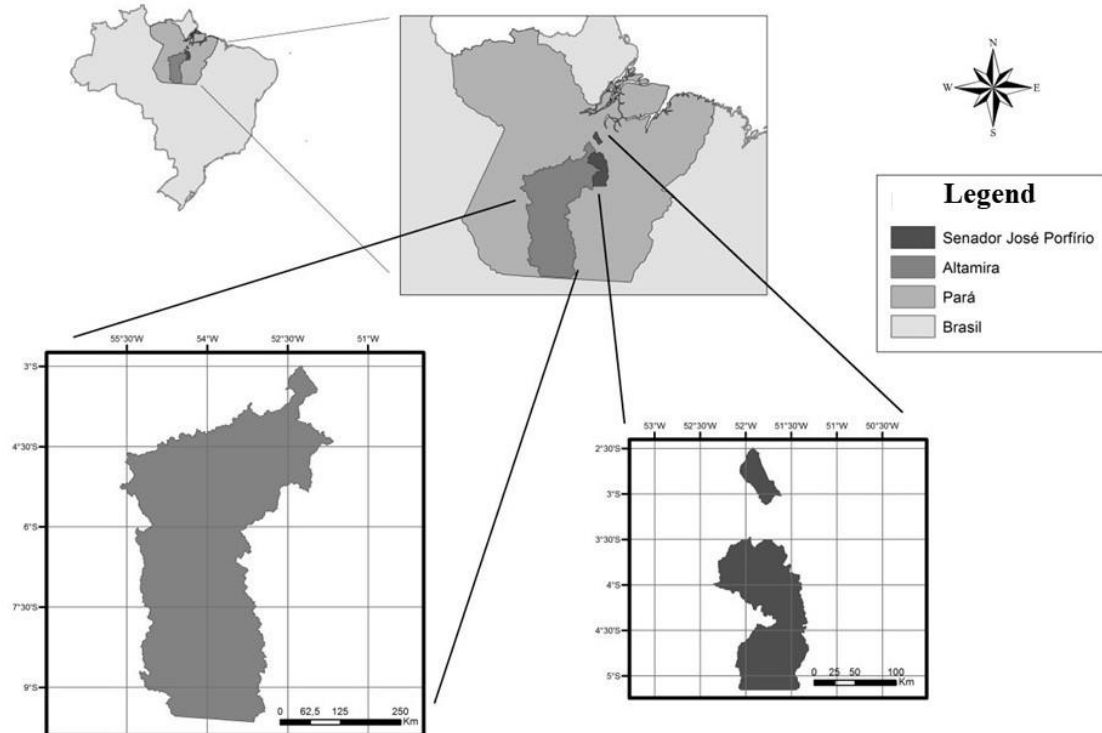 N
W E
S
Legend
Senador José Porfírio
Altamira
Pará
Brasil
55°30'W 54°W 52°30'W 51°W
3°S
4°30'S
6°S
7°30'S
9°S
0 62,5 125 250
Km
53°W 52°30'W 52°W 51°30'W 51°W 50°30'W
2°30'S
3°S
3°30'S
4°S
4°30'S
5°S
0 25 50 100
Km